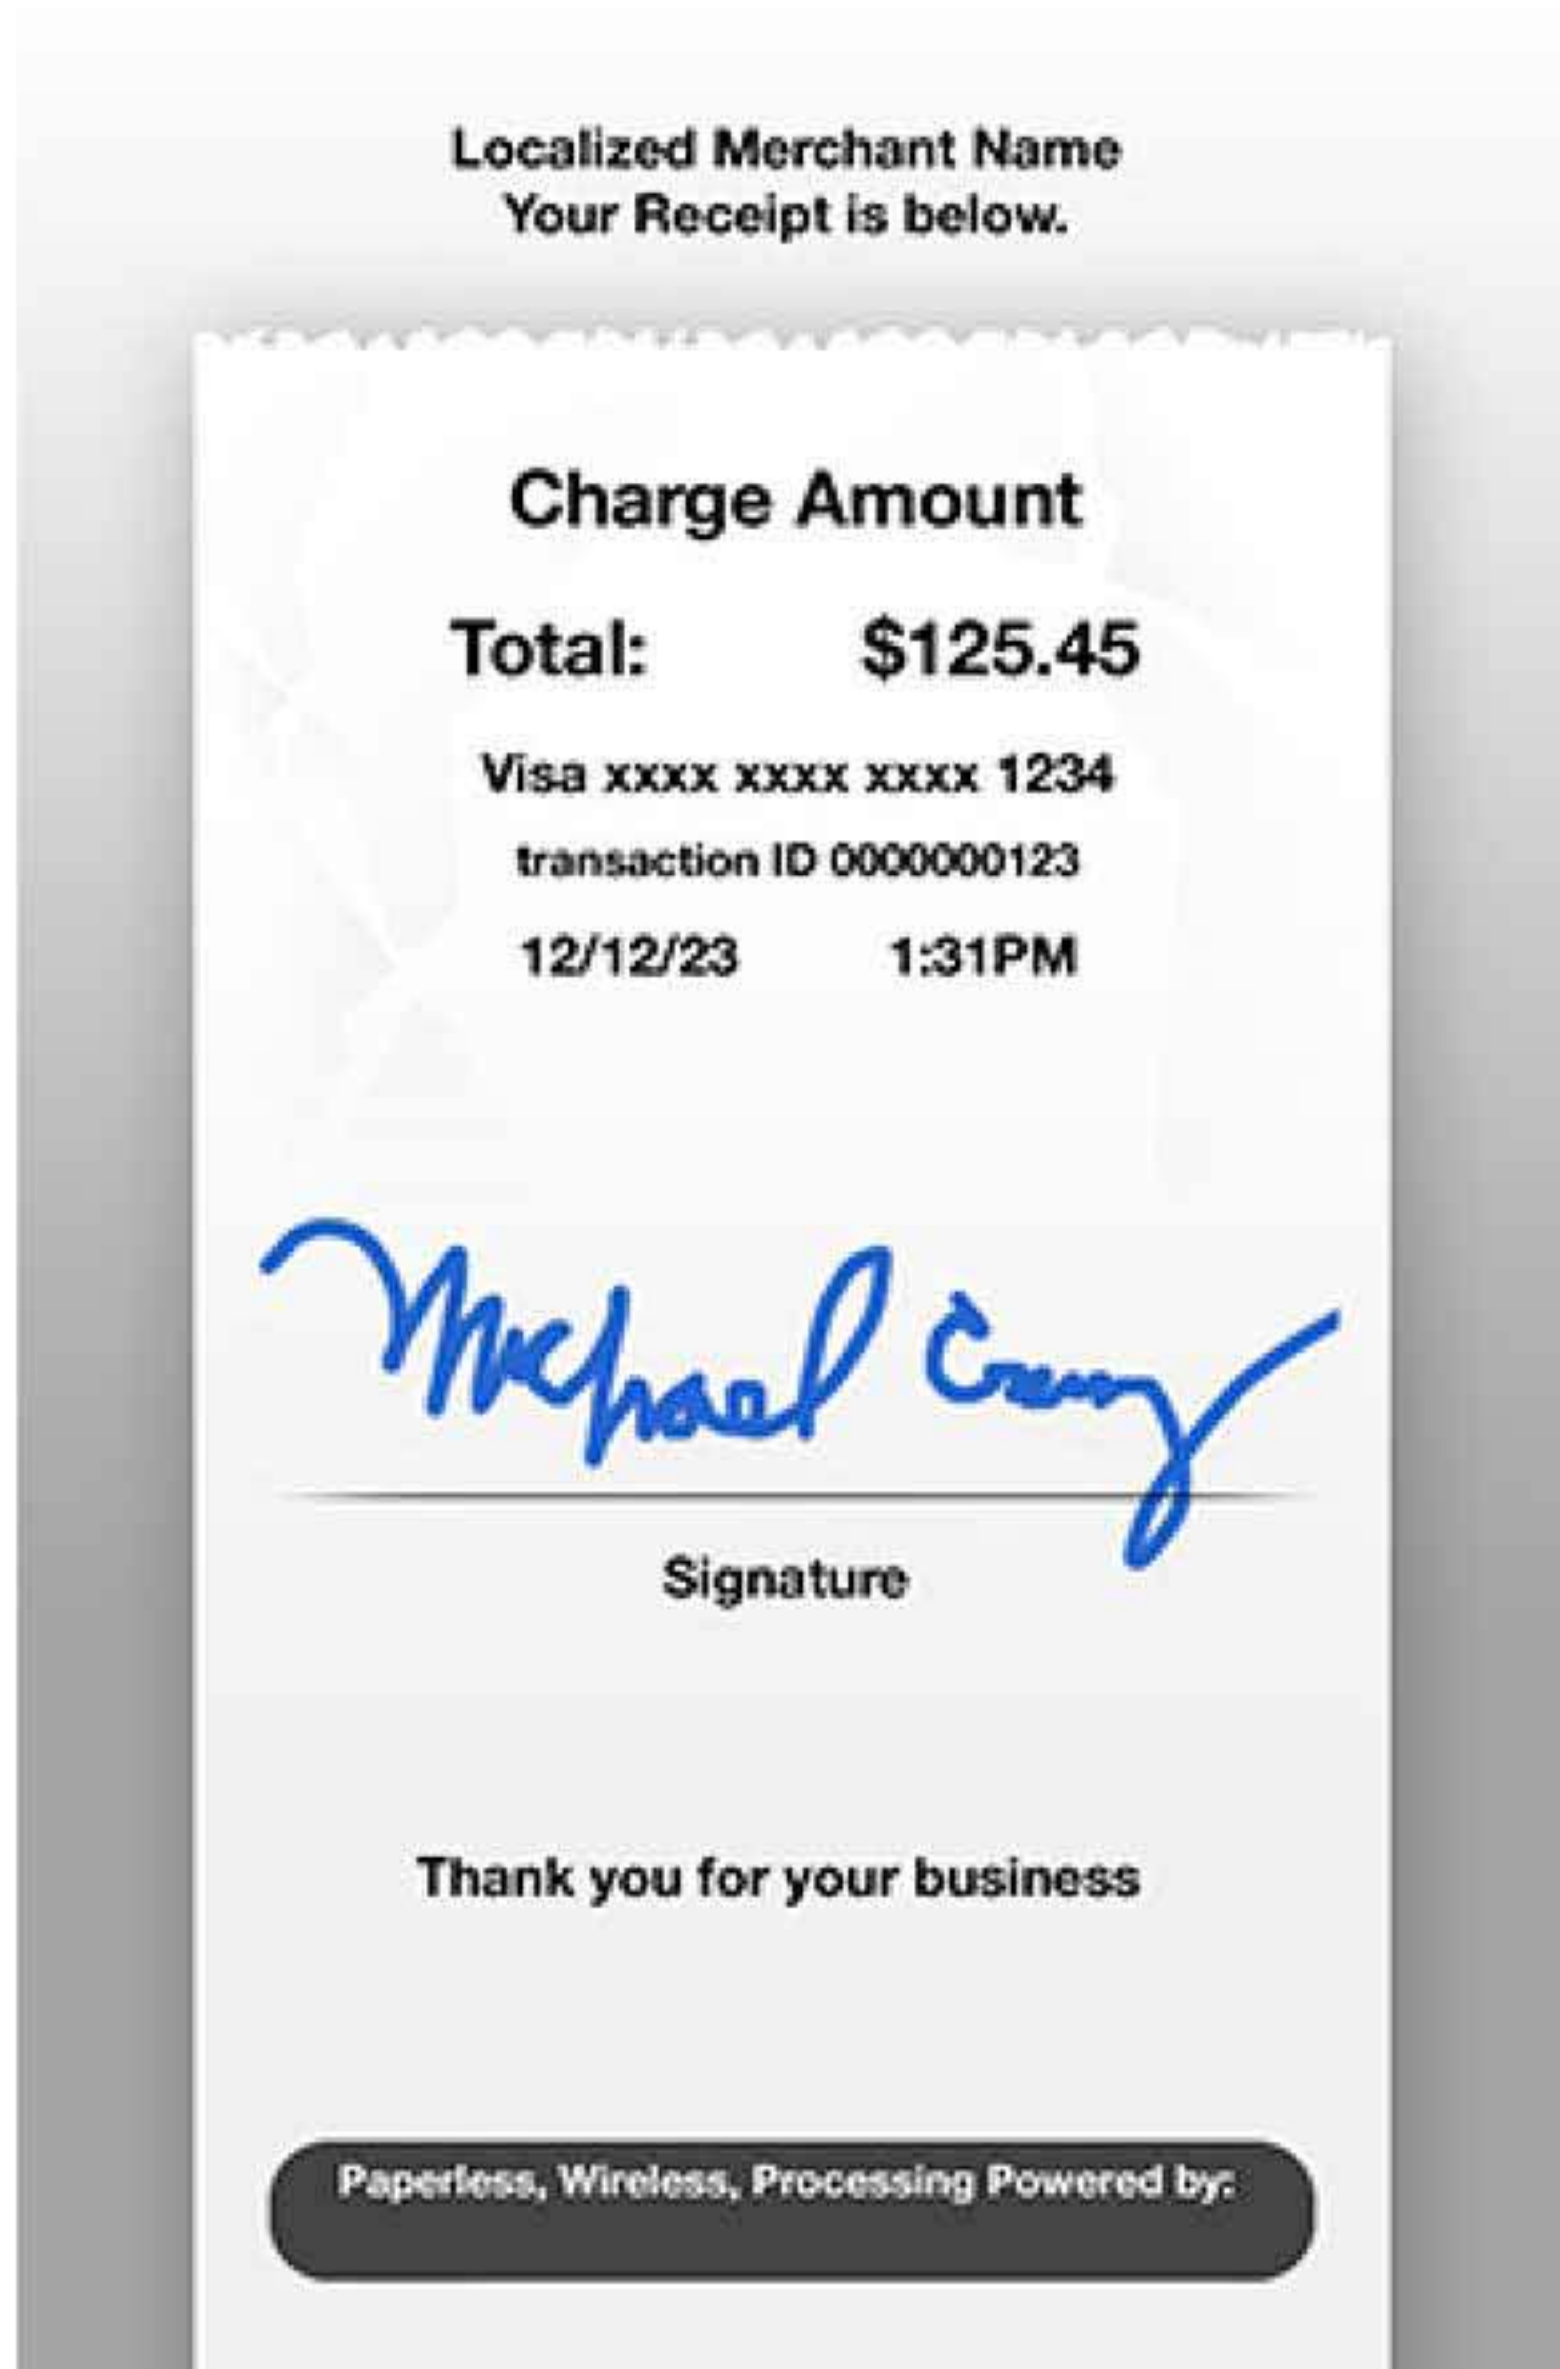 Localized Merchant Name
Your Receipt is below.
Charge Amount
Total: $125.45
Visa xxxx xxxx xxxx 1234
transaction ID 0000000123
12/12/23 1:31PM
Michael
Signature
Thank you for your business
Paperless, Wireless, Processing Powered by: